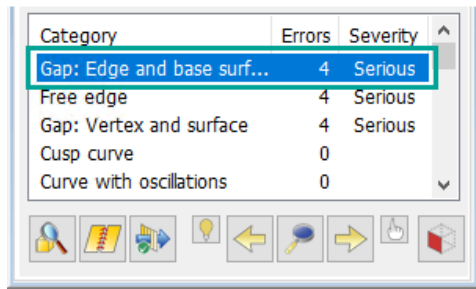 Category Errors Severity
Gap: Edge and base surf... 4 Serious
Free edge 4 Serious
Gap: Vertex and surface 4 Serious
Cusp curve 0
Curve with oscillations 0